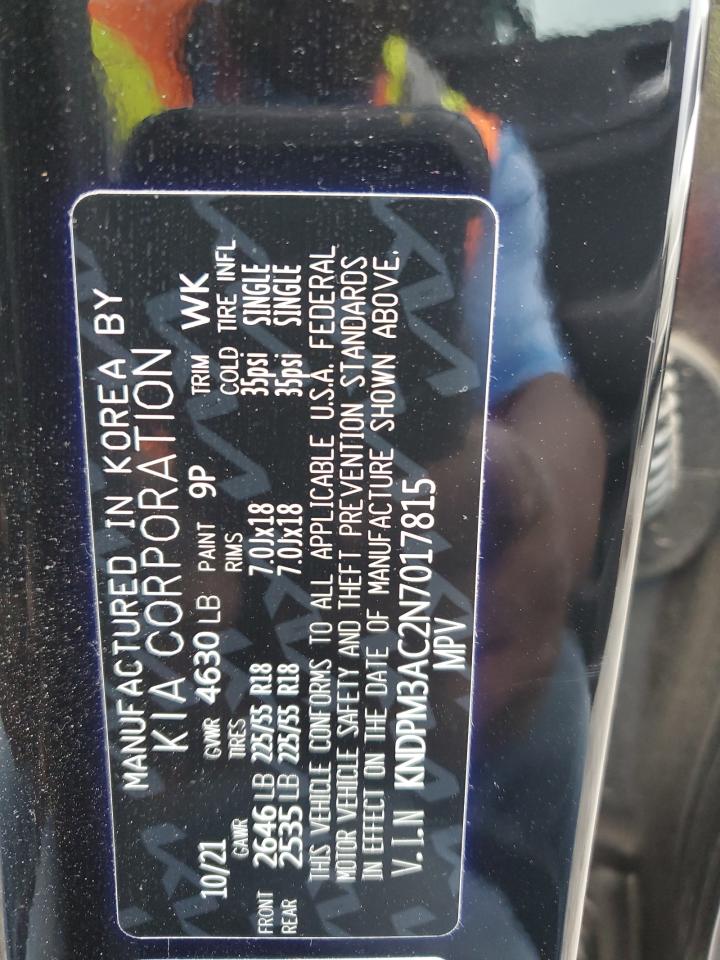 MANUFACTURED IN KOREA BY
KIA CORPORATION
10/21 GVWR 4630 LB PAINT 9P TRIM WK
GAWR TIRES RIMS COLD TIRE INFL
FRONT 2646 LB 225/55 R18 7.0Jx18 35psi SINGLE
REAR 2535 LB 225/55 R18 7.0Jx18 35psi SINGLE
THIS VEHICLE CONFORMS TO ALL APPLICABLE U.S.A. FEDERAL
MOTOR VEHICLE SAFETY AND THEFT PREVENTION STANDARDS
IN EFFECT ON THE DATE OF MANUFACTURE SHOWN ABOVE.
V.I.N KNDPM3AC2N7017815
MPV